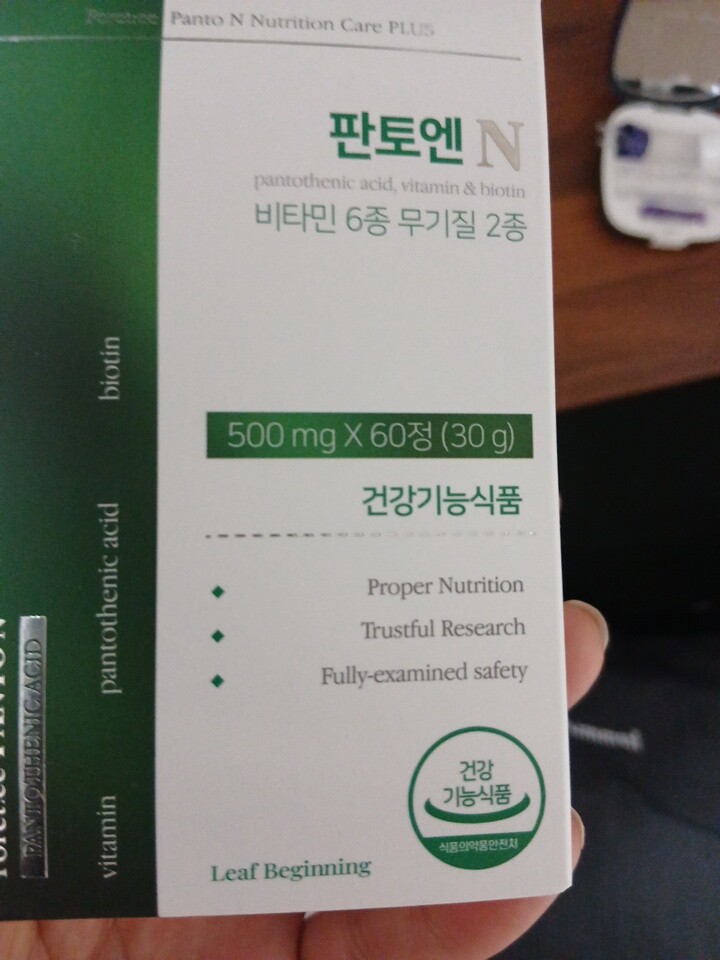 Foretree Panto N Nutrition Care PLUS
판토엔 N
pantothenic acid, vitamin & biotin
비타민 6종 무기질 2종
500 mg X 60정 (30 g)
건강기능식품
Proper Nutrition
Trustful Research
Fully-examined safety
건강
기능식품
식품의약품안전처
Leaf Beginning
biotin
pantothenic acid
vitamin
PANTOTHENIC ACID